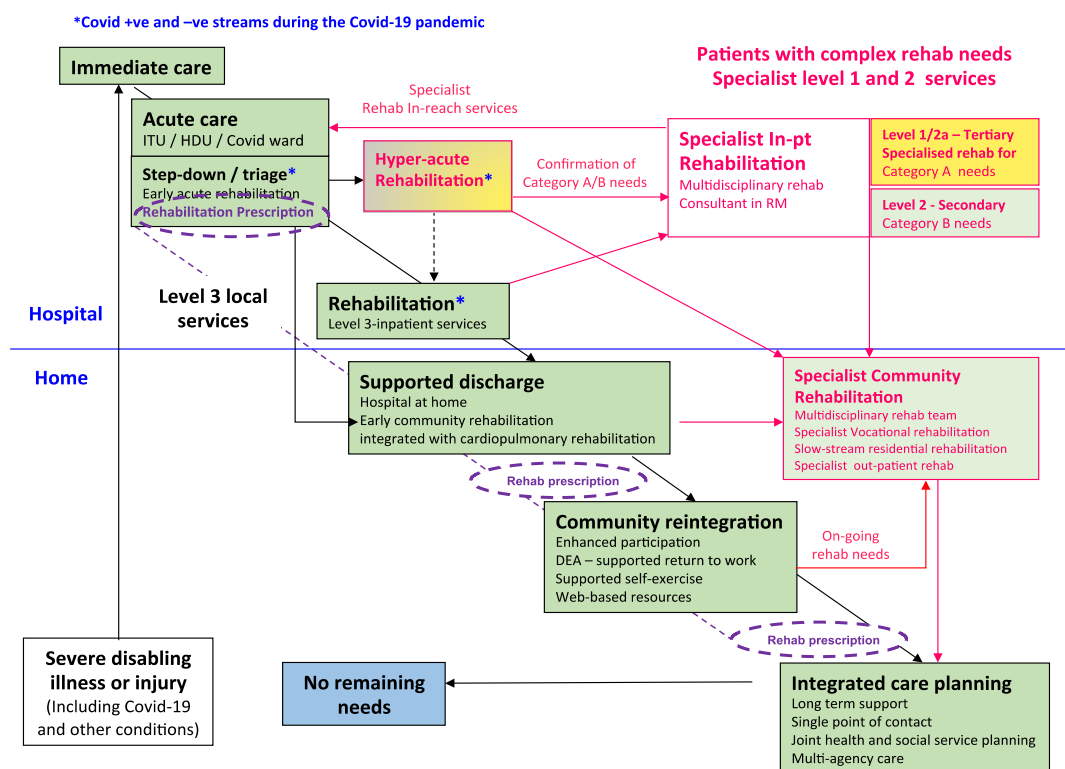 *Covid +ve and –ve streams during the Covid-19 pandemic
Immediate care
Patients with complex rehab needs
Specialist level 1 and 2  services
Specialist
Rehab In-reach services
Acute care
ITU / HDU / Covid ward
Step-down / triage*
Early acute rehabilitation
Rehabilitation Prescription
Hyper-acute
Rehabilitation*
Confirmation of
Category A/B needs
Specialist In-pt
Rehabilitation
Multidisciplinary rehab
Consultant in RM
Level 1/2a – Tertiary
Specialised rehab for
Category A  needs
Level 2 - Secondary
Category B needs
Level 3 local
services
Rehabilitation*
Level 3-inpatient services
Hospital
Home
Supported discharge
Hospital at home
Early community rehabilitation
integrated with cardiopulmonary rehabilitation
Specialist Community
Rehabilitation
Multidisciplinary rehab team
Specialist Vocational rehabilitation
Slow-stream residential rehabilitation
Specialist  out-patient rehab
Rehab prescription
Community reintegration
Enhanced participation
DEA – supported return to work
Supported self-exercise
Web-based resources
On-going
rehab needs
Rehab prescription
Severe disabling
illness or injury
(Including Covid-19
and other conditions)
No remaining
needs
Integrated care planning
Long term support
Single point of contact
Joint health and social service planning
Multi-agency care